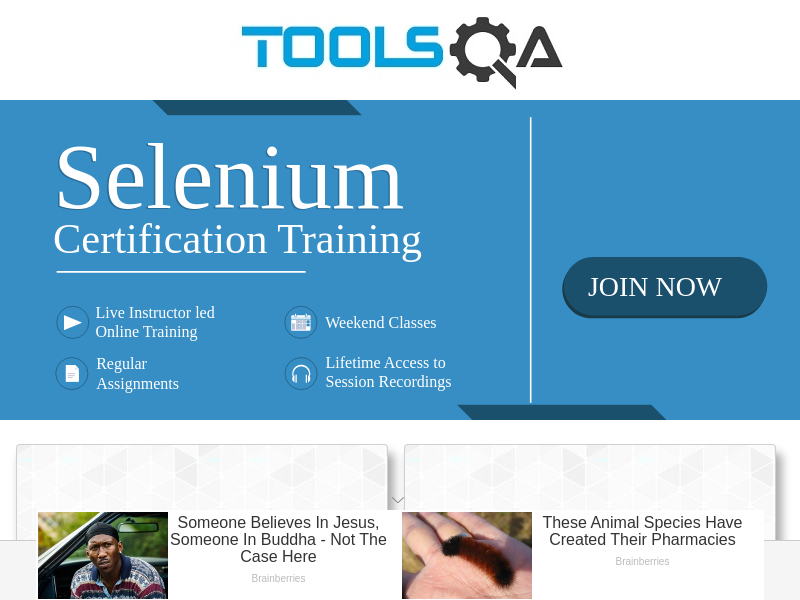 TOOLSQA
Selenium
Certification Training
JOIN NOW
Live Instructor led
Online Training
Weekend Classes
Regular
Assignments
Lifetime Access to
Session Recordings
Someone Believes In Jesus,
Someone In Buddha - Not The
Case Here
Brainberries
These Animal Species Have
Created Their Pharmacies
Brainberries